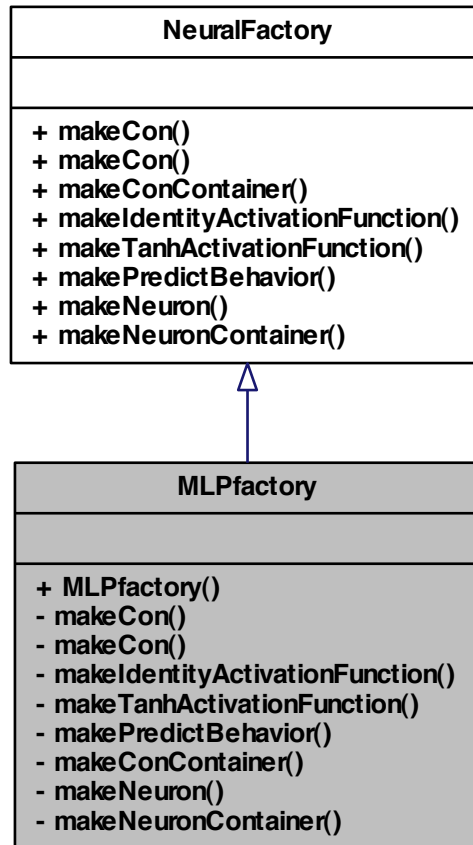 NeuralFactory
+ makeCon()
+ makeCon()
+ makeConContainer()
+ makeIdentityActivationFunction()
+ makeTanhActivationFunction()
+ makePredictBehavior()
+ makeNeuron()
+ makeNeuronContainer()
MLPfactory
+ MLPfactory()
- makeCon()
- makeCon()
- makeIdentityActivationFunction()
- makeTanhActivationFunction()
- makePredictBehavior()
- makeConContainer()
- makeNeuron()
- makeNeuronContainer()